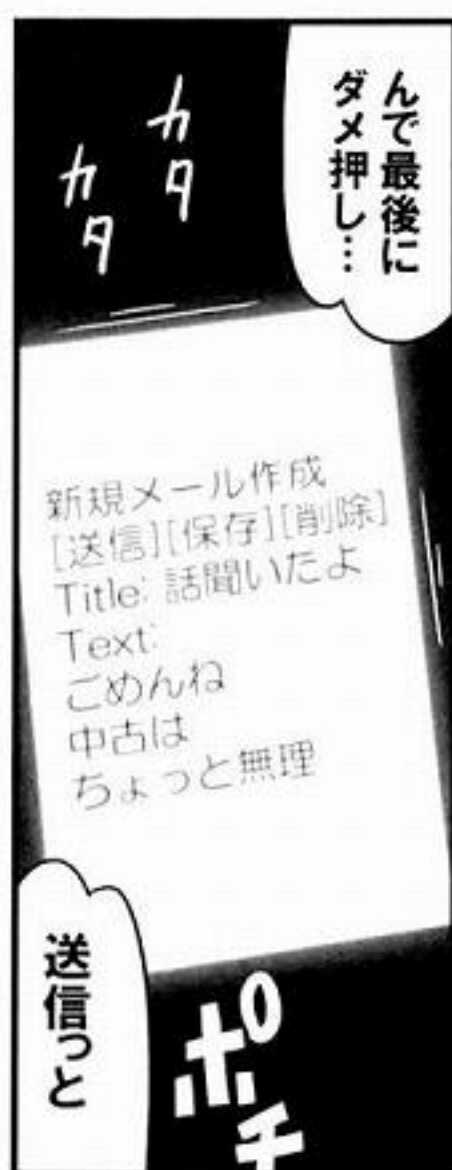 んで最後に
ダメ押し…
カタ
カタ
新規メール作成
[送信][保存][削除]
Title: 話聞いたよ
Text:
ごめんね
中古は
ちょっと無理
送信っと
ポチ